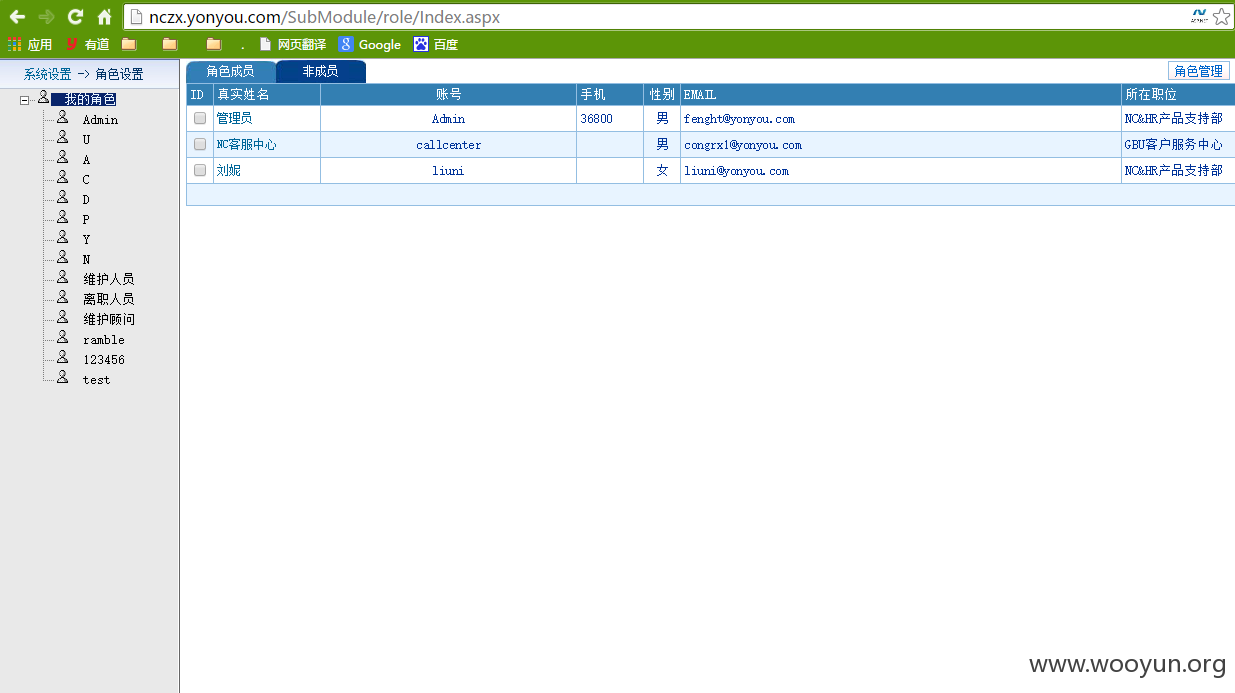 nczx.yonyou.com/SubModule/role/Index.aspx
应用 有道 . 网页翻译 Google 百度
系统设置 -> 角色设置
我的角色
Admin
U
A
C
D
P
Y
N
维护人员
离职人员
维护顾问
ramble
123456
test
角色成员 非成员 角色管理
ID 真实姓名 账号 手机 性别 EMAIL 所在职位
管理员 Admin 36800 男 fenght@yonyou.com NC&HR产品支持部
NC客服中心 callcenter 男 congrx1@yonyou.com GBU客户服务中心
刘妮 liuni 女 liuni@yonyou.com NC&HR产品支持部
www.wooyun.org